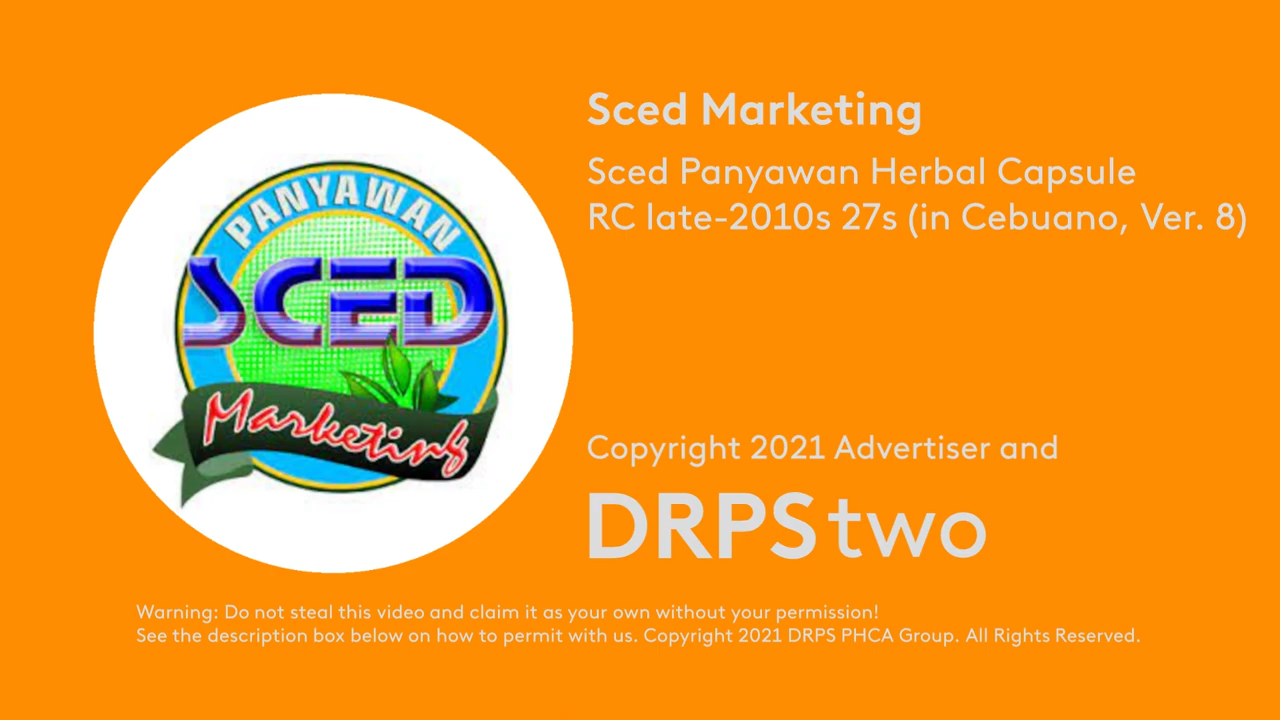 PANYAWAN
SCED
Marketing
Sced Marketing
Sced Panyawan Herbal Capsule
RC late-2010s 27s (in Cebuano, Ver. 8)
Copyright 2021 Advertiser and
DRPS two
Warning: Do not steal this video and claim it as your own without your permission!
See the description box below on how to permit with us. Copyright 2021 DRPS PHCA Group. All Rights Reserved.